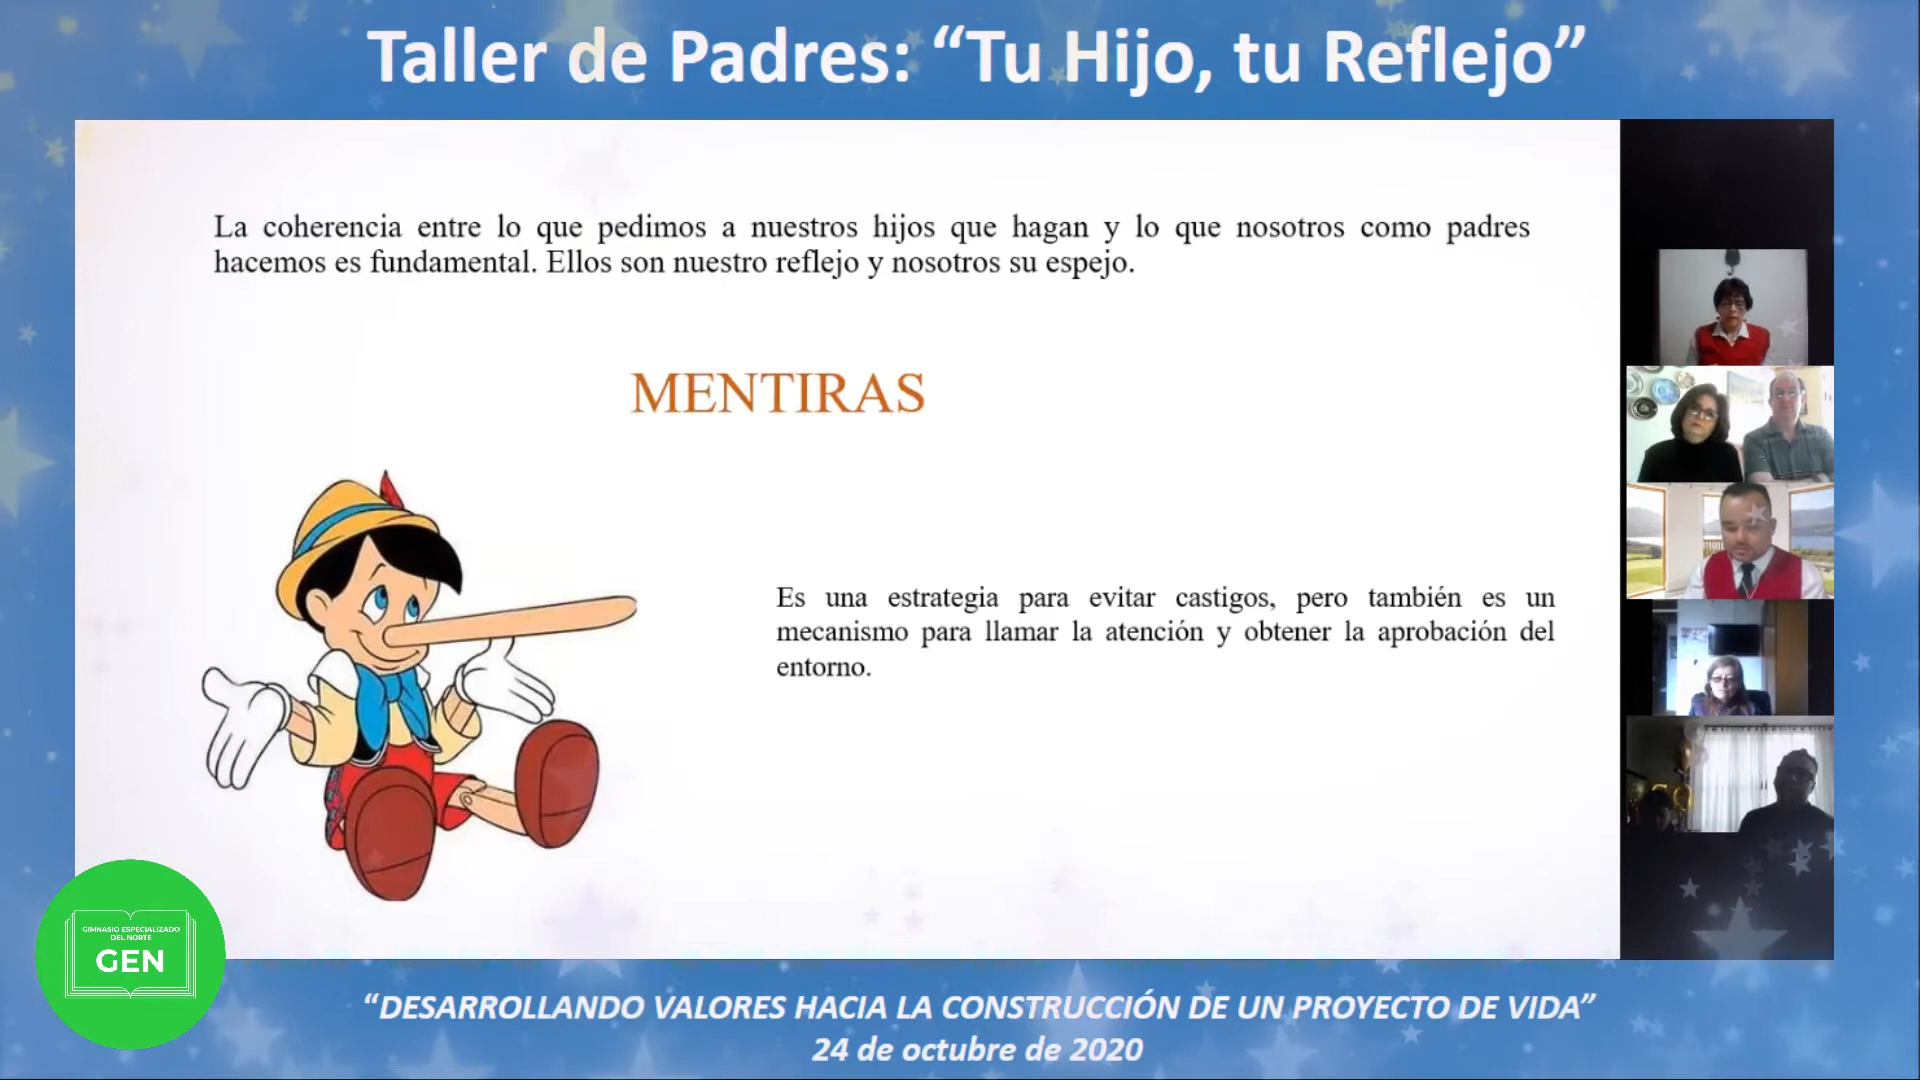 Taller de Padres: “Tu Hijo, tu Reflejo”
La coherencia entre lo que pedimos a nuestros hijos que hagan y lo que nosotros como padres
hacemos es fundamental. Ellos son nuestro reflejo y nosotros su espejo.
MENTIRAS
Es una estrategia para evitar castigos, pero también es un
mecanismo para llamar la atención y obtener la aprobación del
entorno.
GIMNASIO ESPECIALIZADO
DEL NORTE
GEN
“DESARROLLANDO VALORES HACIA LA CONSTRUCCIÓN DE UN PROYECTO DE VIDA”
24 de octubre de 2020